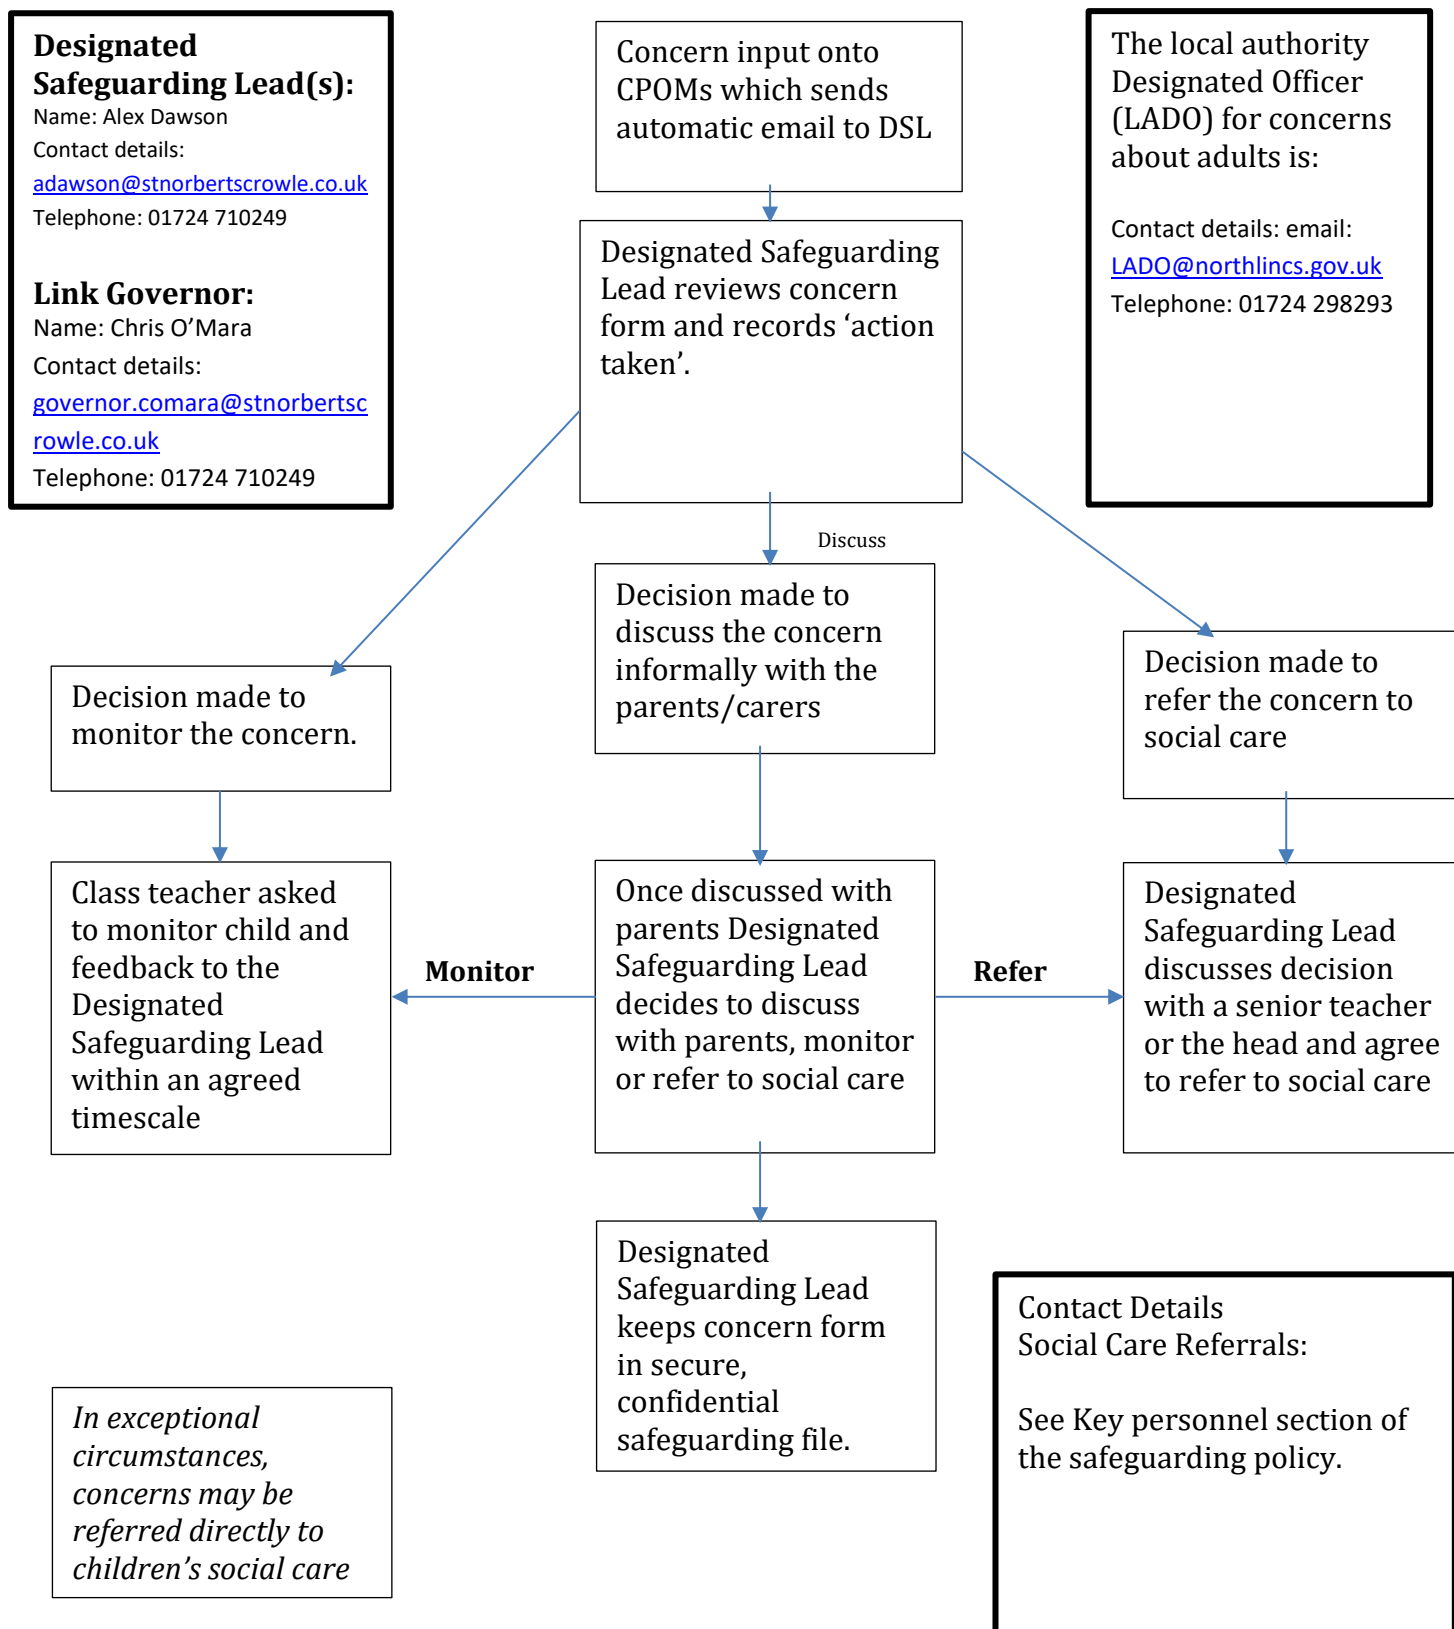 Designated
Safeguarding Lead(s):
Name: Alex Dawson
Contact details:
adawson@stnorbertscrowle.co.uk
Telephone: 01724 710249
Link Governor:
Name: Chris O’Mara
Contact details:
governor.comara@stnorbertsc
rowle.co.uk
Telephone: 01724 710249
Concern input onto
CPOMs which sends
automatic email to DSL
The local authority
Designated Officer
(LADO) for concerns
about adults is:
Contact details: email:
LADO@northlincs.gov.uk
Telephone: 01724 298293
Designated Safeguarding
Lead reviews concern
form and records ‘action
taken’.
Discuss
Decision made to
monitor the concern.
Decision made to
discuss the concern
informally with the
parents/carers
Decision made to
refer the concern to
social care
Class teacher asked
to monitor child and
feedback to the
Designated
Safeguarding Lead
within an agreed
timescale
Monitor
Once discussed with
parents Designated
Safeguarding Lead
decides to discuss
with parents, monitor
or refer to social care
Refer
Designated
Safeguarding Lead
discusses decision
with a senior teacher
or the head and agree
to refer to social care
Designated
Safeguarding Lead
keeps concern form
in secure,
confidential
safeguarding file.
In exceptional
circumstances,
concerns may be
referred directly to
children’s social care
Contact Details
Social Care Referrals:
See Key personnel section of
the safeguarding policy.